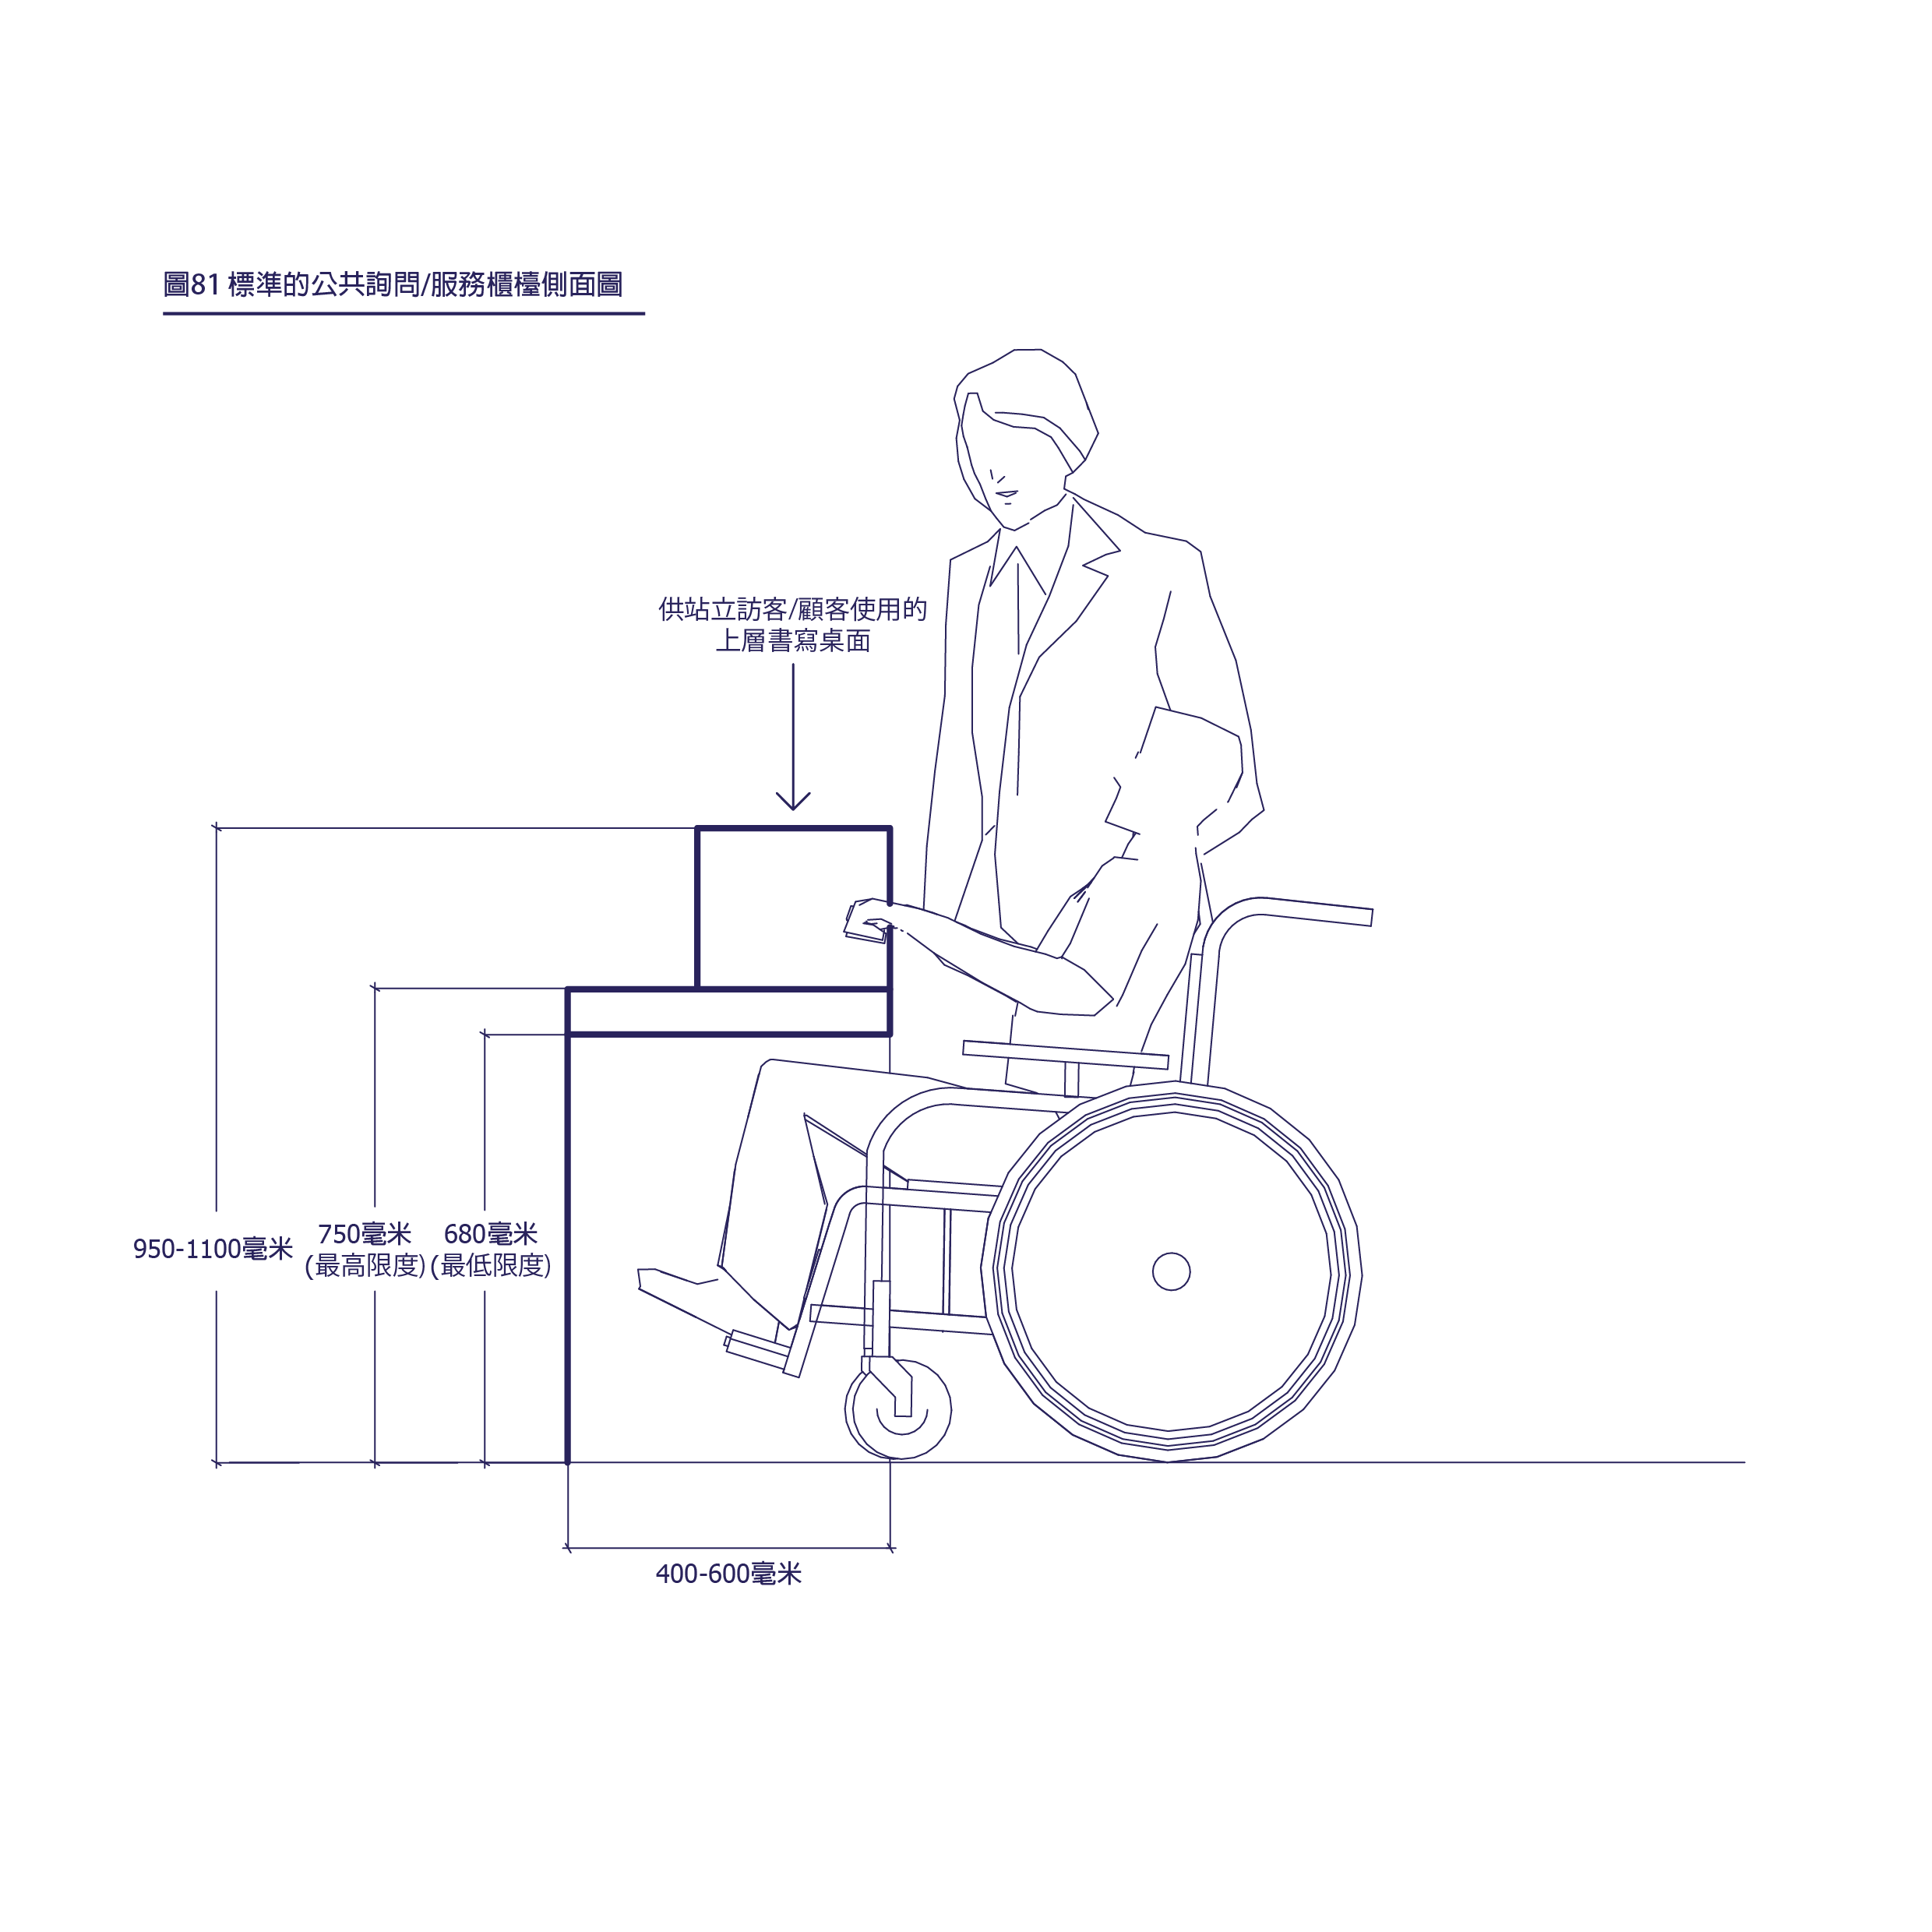 圖81 標準的公共詢問/服務櫃檯側面圖
供站立訪客/顧客使用的
上層書寫桌面
950-1100毫米
750毫米
(最高限度)
680毫米
(最低限度)
400-600毫米